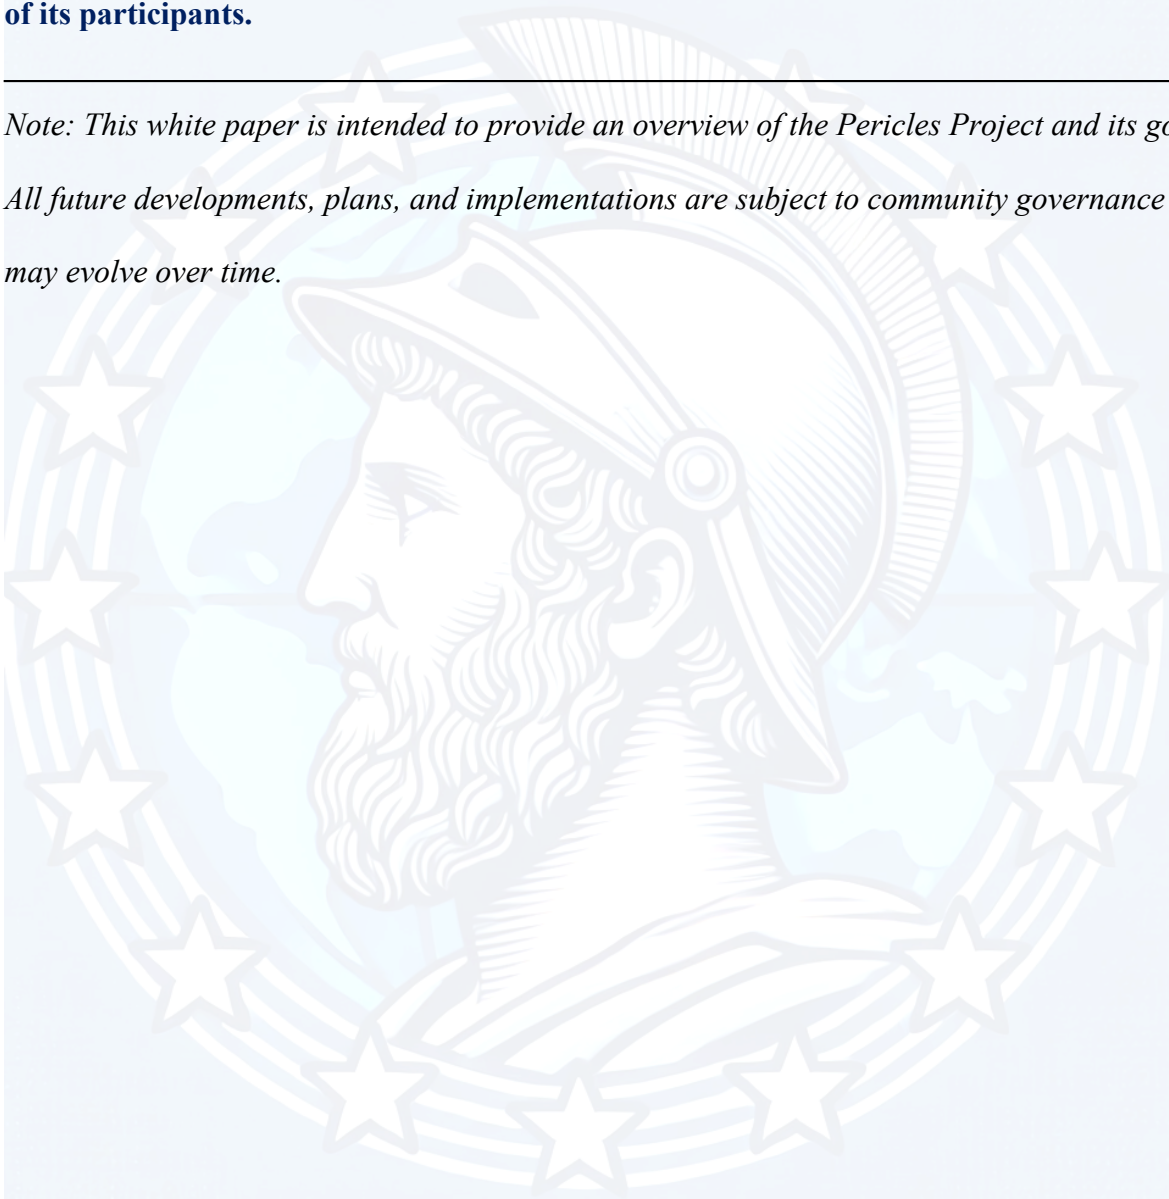 of its participants.
Note: This white paper is intended to provide an overview of the Pericles Project and its go
All future developments, plans, and implementations are subject to community governance
may evolve over time.